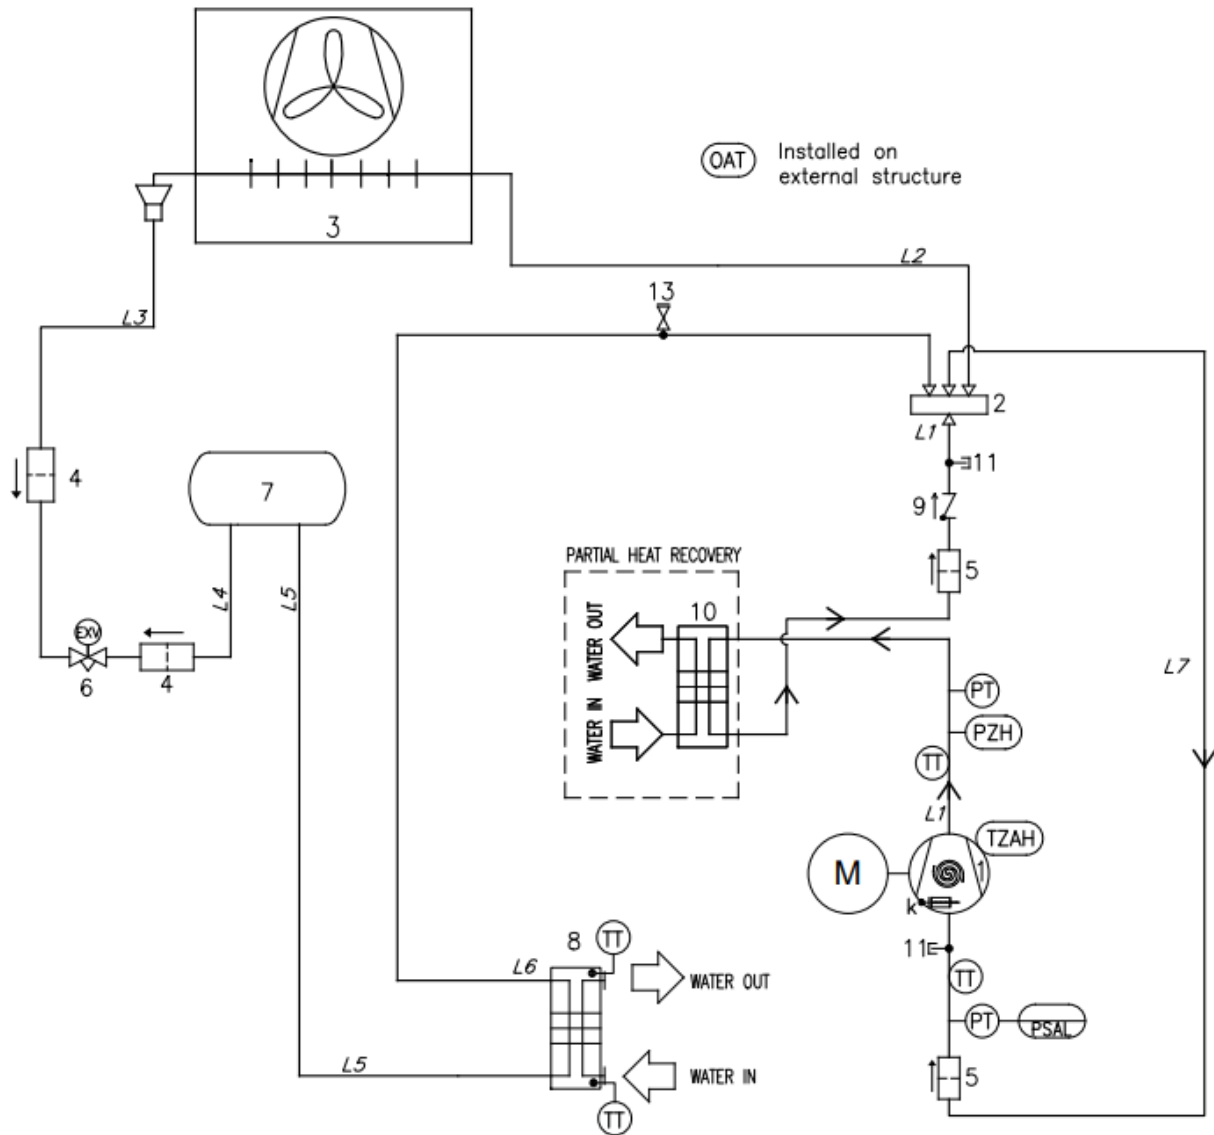 OAT
Installed on
external structure
3
L2
13
L3
2
L1
11
4
7
9
PARTIAL HEAT RECOVERY
5
L4
L5
10
WATER IN WATER OUT
EXV
6
4
L7
PT
PZH
TT
L1
TZAH
M
1
k
11
8
TT
TT
L6
WATER OUT
PT
PSAL
L5
WATER IN
5
TT